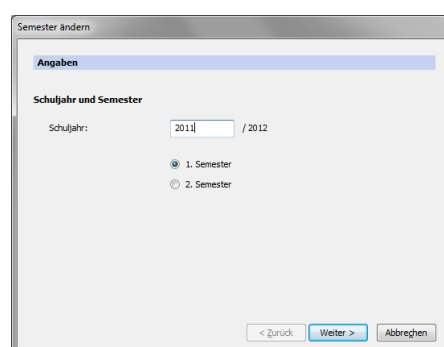 Semester ändern
Angaben
Schuljahr und Semester
Schuljahr: 2011 / 2012
1. Semester
2. Semester
< Zurück Weiter > Abbrechen